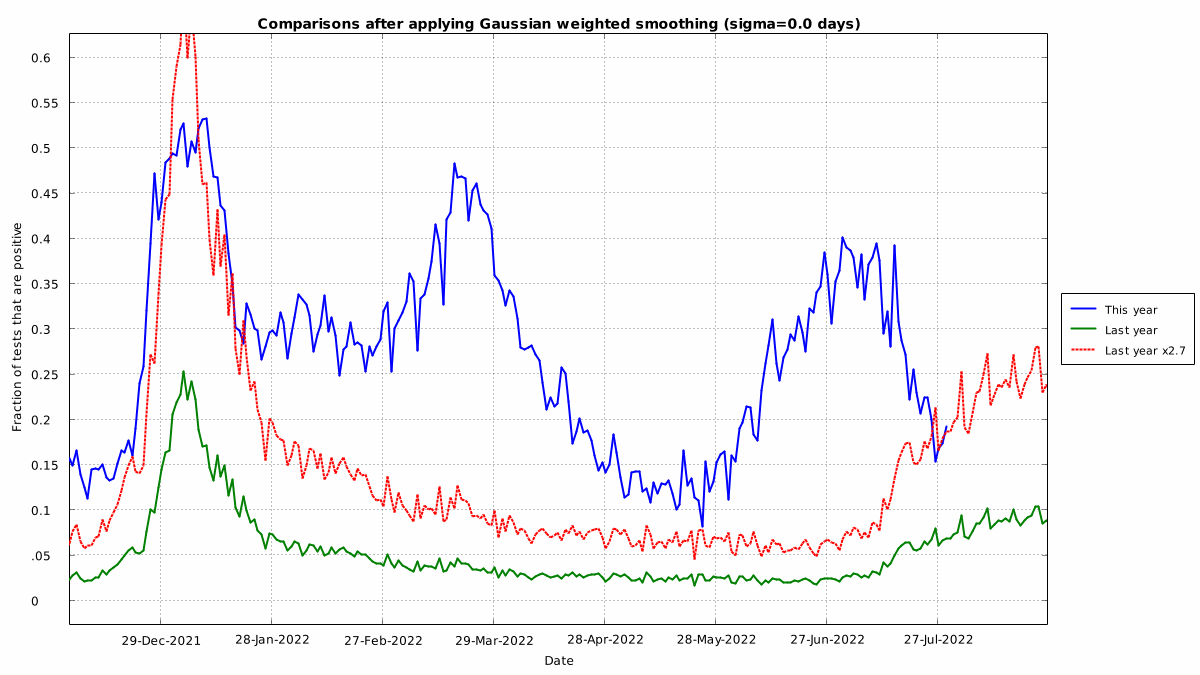 Comparisons after applying Gaussian weighted smoothing (sigma=0.0 days)
Fraction of tests that are positive
0.6
0.55
0.5
0.45
0.4
0.35
0.3
0.25
0.2
0.15
0.1
.05
0
29-Dec-2021 28-Jan-2022 27-Feb-2022 29-Mar-2022 28-Apr-2022 28-May-2022 27-Jun-2022 27-Jul-2022
Date
This year
Last year
Last year x2.7